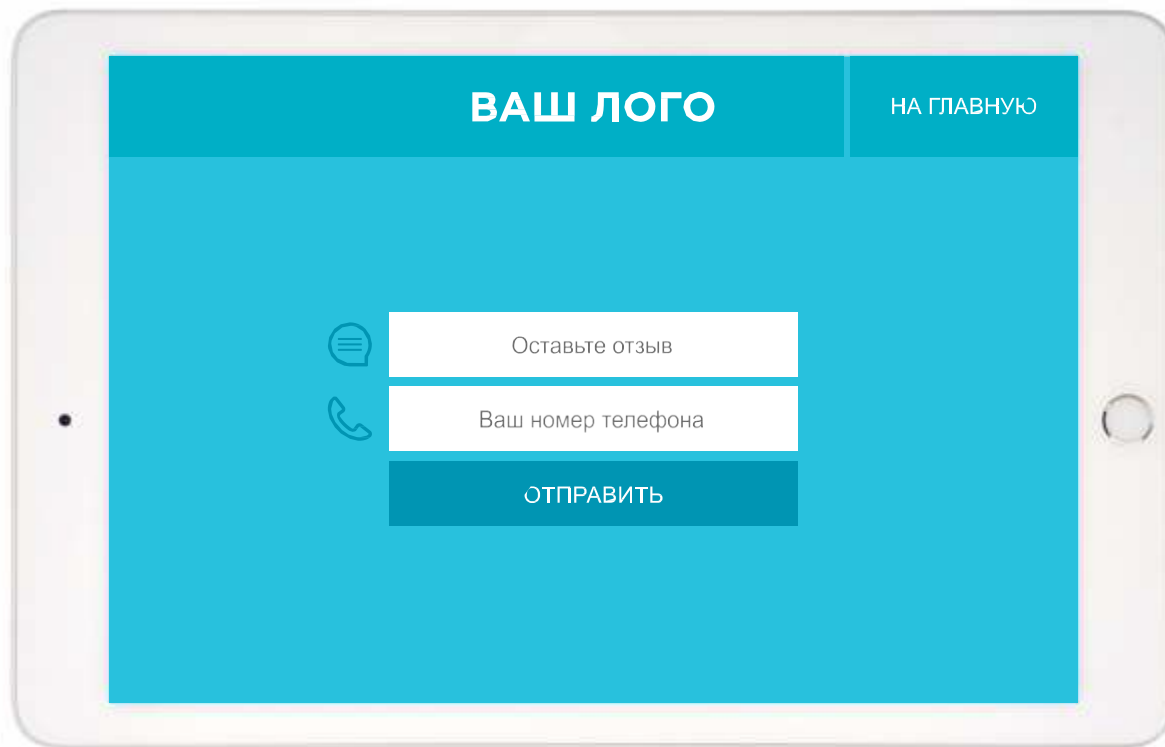 ВАШ ЛОГО
НА ГЛАВНУЮ
Оставьте отзыв
Ваш номер телефона
ОТПРАВИТЬ